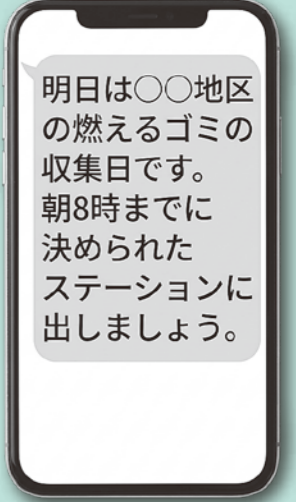 明日は○○地区
の燃えるゴミの
収集日です。
朝8時までに
決められた
ステーションに
出しましょう。